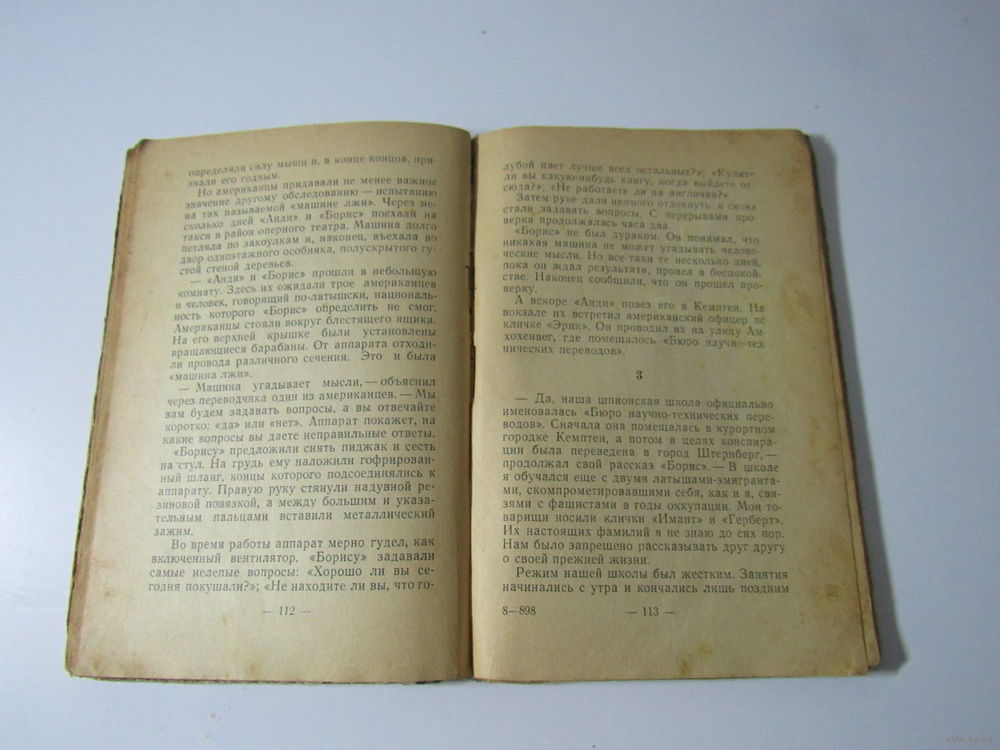 определяли силу мышц и, в конце концов, при-
знали его годным.
Но американцы придавали не менее важное
значение другому обследованию — испытанию
на так называемой «машине лжи». Через не-
сколько дней «Анди» и «Борис» поехали на
такси в район оперного театра. Машина долго
петляла по закоулкам и, наконец, въехала во
двор одноэтажного особняка, полускрытого гу-
стой стеной деревьев.
— «Анди» и «Борис» прошли в небольшую
комнату. Здесь их ожидали трое американцев
и человек, говорящий по-латышски, националь-
ность которого «Борис» определить не смог.
Американцы стояли вокруг блестящего ящика.
На его верхней крышке были установлены
вращающиеся барабаны. От аппарата отходи-
ли провода различного сечения. Это и была
«машина лжи».
— Машина угадывает мысли, — объяснил
через переводчика один из американцев. — Мы
вам будем задавать вопросы, а вы отвечайте
коротко: «да» или «нет». Аппарат покажет, на
какие вопросы вы даете неправильные ответы.
«Борису» предложили снять пиджак и сесть
на стул. На грудь ему наложили гофрирован-
ный шланг, концы которого подсоединялись к
аппарату. Правую руку стянули надувной ре-
зиновой повязкой, а между большим и указа-
тельным пальцами вставили металлический
зажим.
Во время работы аппарат мерно гудел, как
включенный вентилятор. «Борису» задавали
самые нелепые вопросы: «Хорошо ли вы се-
годня покушали?»; «Не находите ли вы, что го-
— 112 —
лубой цвет лучше всех остальных?»; «Купите
ли вы какую-нибудь книгу, когда выйдете от-
сюда?»; «Не работаете ли на англичан?»
Затем руке дали немного отдохнуть и снова
стали задавать вопросы. С перерывами про-
верка продолжалась часа два.
«Борис» не был дураком. Он понимал, что
никакая машина не может угадывать челове-
ческие мысли. Но все-таки те несколько дней,
пока он ждал результата, провел в беспокой-
стве. Наконец сообщили, что он прошел про-
верку.
А вскоре «Анди» повез его в Кемптен. На
вокзале их встретил американский офицер по
кличке «Эрик». Он проводил их на улицу Ам
Хохенвег, где помещалось «Бюро научно-тех-
нических переводов».
3
— Да, наша шпионская школа официально
именовалась «Бюро научно-технических пере-
водов». Сначала она помещалась в курортном
городке Кемптен, а потом в целях конспира-
ции была переведена в город Штернберг, —
продолжал свой рассказ «Борис». — В школе
я обучался еще с двумя латышами-эмигранта-
ми, скомпрометировавшими себя, как и я, свя-
зями с фашистами в годы оккупации. Мои то-
варищи носили клички «Имант» и «Герберт».
Их настоящих фамилий я не знаю до сих пор.
Нам было запрещено рассказывать друг другу
о своей прежней жизни.
Режим нашей школы был жестким. Занятия
начинались с утра и кончались лишь поздним
8—898
— 113 —
www.ay.by